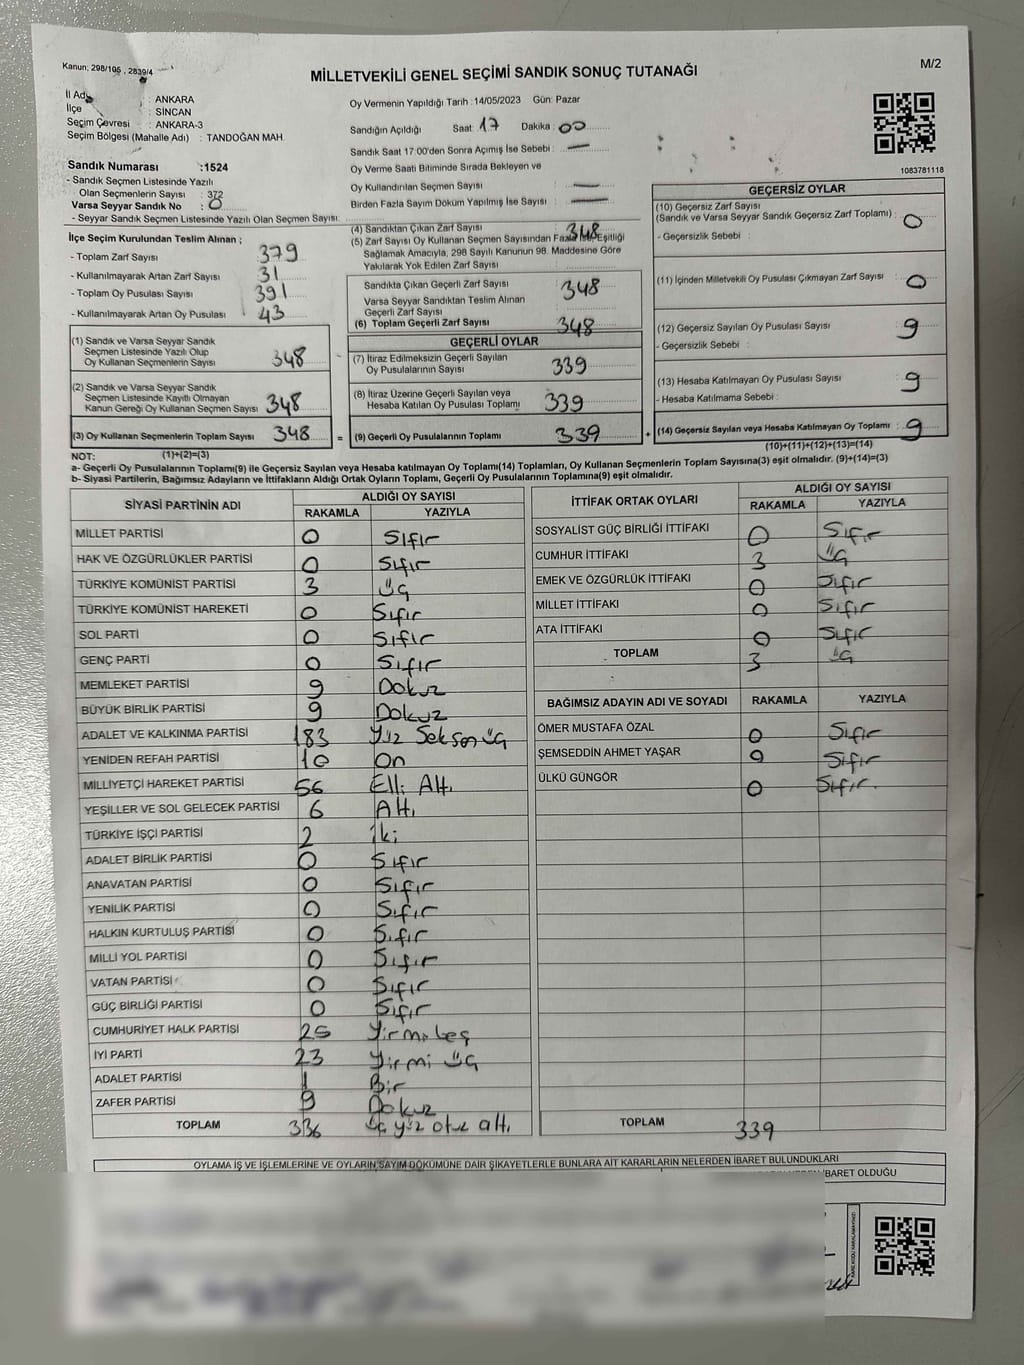 Kanun: 298/105 , 2839/4
MİLLETVEKİLİ GENEL SEÇİMİ SANDIK SONUÇ TUTANAĞI
M/2
İl Adı : ANKARA
İlçe : SİNCAN
Seçim Çevresi : ANKARA-3
Seçim Bölgesi (Mahalle Adı) : TANDOĞAN MAH.
Sandık Numarası :1524
- Sandık Seçmen Listesinde Yazılı
Olan Seçmenlerin Sayısı : 372
Varsa Seyyar Sandık No : 0
- Seyyar Sandık Seçmen Listesinde Yazılı Olan Seçmen Sayısı:
Oy Vermenin Yapıldığı Tarih :14/05/2023 Gün: Pazar
Sandığın Açıldığı Saat: 17 Dakika: 00
Sandık Saat 17:00'den Sonra Açımış İse Sebebi : —
Oy Verme Saati Bitiminde Sırada Bekleyen ve
Oy Kullandırılan Seçmen Sayısı —
Birden Fazla Sayım Döküm Yapılmış İse Sayısı : —
1083781118
İlçe Seçim Kurulundan Teslim Alınan ;
- Toplam Zarf Sayısı : 379
- Kullanılmayarak Artan Zarf Sayısı : 31
- Toplam Oy Pusulası Sayısı : 391
- Kullanılmayarak Artan Oy Pusulası : 43
(1) Sandık ve Varsa Seyyar Sandık
Seçmen Listesinde Yazılı Olup
Oy Kullanan Seçmenlerin Sayısı : 348
(2) Sandık ve Varsa Seyyar Sandık
Seçmen Listesinde Kayıtlı Olmayan
Kanun Gereği Oy Kullanan Seçmen Sayısı : 348
(3) Oy Kullanan Seçmenlerin Toplam Sayısı : 348
(1)+(2)=(3)
(4) Sandıktan Çıkan Zarf Sayısı : 348
(5) Zarf Sayısı Oy Kullanan Seçmen Sayısından Fazla İse Eşitliği
Sağlamak Amacıyla, 298 Sayılı Kanunun 98. Maddesine Göre
Yakılarak Yok Edilen Zarf Sayısı
Sandıkta Çıkan Geçerli Zarf Sayısı : 348
Varsa Seyyar Sandıktan Teslim Alınan
Geçerli Zarf Sayısı
(6) Toplam Geçerli Zarf Sayısı : 348
GEÇERLİ OYLAR
(7) İtiraz Edilmeksizin Geçerli Sayılan
Oy Pusulalarının Sayısı : 339
(8) İtiraz Üzerine Geçerli Sayılan veya
Hesaba Katılan Oy Pusulası Toplamı : 339
= (9) Geçerli Oy Pusulalarının Toplamı : 339 +
GEÇERSİZ OYLAR
(10) Geçersiz Zarf Sayısı
(Sandık ve Varsa Seyyar Sandık Geçersiz Zarf Toplamı) : 0
- Geçersizlik Sebebi :
(11) İçinden Milletvekili Oy Pusulası Çıkmayan Zarf Sayısı : 0
(12) Geçersiz Sayılan Oy Pusulası Sayısı : 9
- Geçersizlik Sebebi :
(13) Hesaba Katılmayan Oy Pusulası Sayısı : 9
- Hesaba Katılmama Sebebi :
(14) Geçersiz Sayılan veya Hesaba Katılmayan Oy Toplamı : 9
(10)+(11)+(12)+(13)=(14)
NOT:
a- Geçerli Oy Pusulalarının Toplamı(9) ile Geçersiz Sayılan veya Hesaba katılmayan Oy Toplamı(14) Toplamları, Oy Kullanan Seçmenlerin Toplam Sayısına(3) eşit olmalıdır. (9)+(14)=(3)
b- Siyasi Partilerin, Bağımsız Adayların ve İttifakların Aldığı Ortak Oyların Toplamı, Geçerli Oy Pusulalarının Toplamına(9) eşit olmalıdır.
SİYASİ PARTİNİN ADI ALDIĞI OY SAYISI
RAKAMLA YAZIYLA
MİLLET PARTİSİ 0 Sıfır
HAK VE ÖZGÜRLÜKLER PARTİSİ 0 Sıfır
TÜRKİYE KOMÜNİST PARTİSİ 3 üç
TÜRKİYE KOMÜNİST HAREKETİ 0 Sıfır
SOL PARTİ 0 Sıfır
GENÇ PARTİ 0 Sıfır
MEMLEKET PARTİSİ 9 Dokuz
BÜYÜK BİRLİK PARTİSİ 9 Dokuz
ADALET VE KALKINMA PARTİSİ 183 Yüz Seksen üç
YENİDEN REFAH PARTİSİ 10 On
MİLLİYETÇİ HAREKET PARTİSİ 56 Elli Altı
YEŞİLLER VE SOL GELECEK PARTİSİ 6 Altı
TÜRKİYE İŞÇİ PARTİSİ 2 iki
ADALET BİRLİK PARTİSİ 0 Sıfır
ANAVATAN PARTİSİ 0 Sıfır
YENİLİK PARTİSİ 0 Sıfır
HALKIN KURTULUŞ PARTİSİ 0 Sıfır
MİLLİ YOL PARTİSİ 0 Sıfır
VATAN PARTİSİ 0 Sıfır
GÜÇ BİRLİĞİ PARTİSİ 0 Sıfır
CUMHURİYET HALK PARTİSİ 25 Yirmi beş
İYİ PARTİ 23 Yirmi üç
ADALET PARTİSİ 1 Bir
ZAFER PARTİSİ 9 Dokuz
TOPLAM 336 üç yüz otuz altı
İTTİFAK ORTAK OYLARI ALDIĞI OY SAYISI
RAKAMLA YAZIYLA
SOSYALİST GÜÇ BİRLİĞİ İTTİFAKI 0 Sıfır
CUMHUR İTTİFAKI 3 üç
EMEK VE ÖZGÜRLÜK İTTİFAKI 0 Sıfır
MİLLET İTTİFAKI 0 Sıfır
ATA İTTİFAKI 0 Sıfır
TOPLAM 3 üç
BAĞIMSIZ ADAYIN ADI VE SOYADI RAKAMLA YAZIYLA
ÖMER MUSTAFA ÖZAL 0 Sıfır
ŞEMSEDDİN AHMET YAŞAR 0 Sıfır
ÜLKÜ GÜNGÖR 0 Sıfır.
TOPLAM 339
OYLAMA İŞ VE İŞLEMLERİNE VE OYLARIN SAYIM DÖKÜMÜNE DAİR ŞİKAYETLERLE BUNLARA AİT KARARLARIN NELERDEN İBARET BULUNDUKLARI
İBARET OLDUĞU